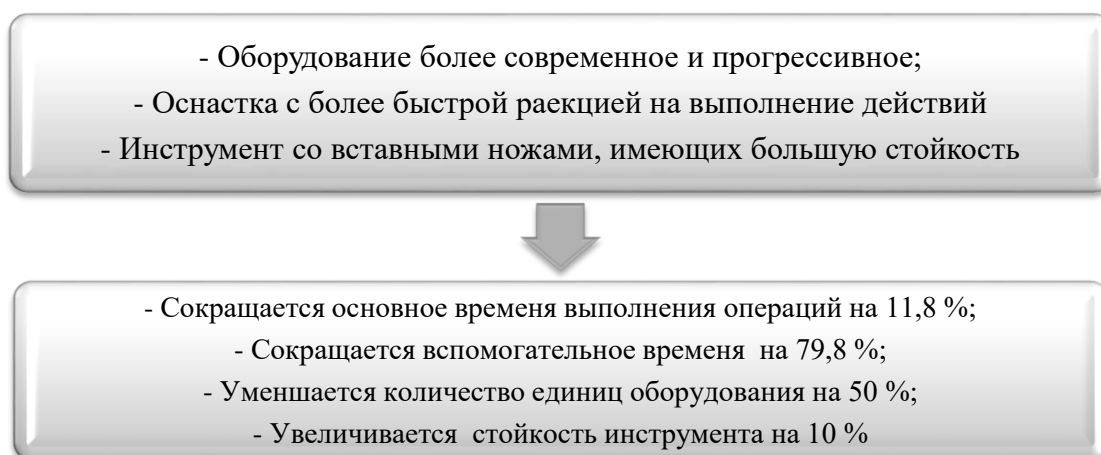 - Оборудование более современное и прогрессивное;
- Оснастка с более быстрой раекцией на выполнение действий
- Инструмент со вставными ножами, имеющих большую стойкость
- Сокращается основное временя выполнения операций на 11,8 %;
- Сокращается вспомогательное временя на 79,8 %;
- Уменшается количество единиц оборудования на 50 %;
- Увеличивается стойкость инструмента на 10 %